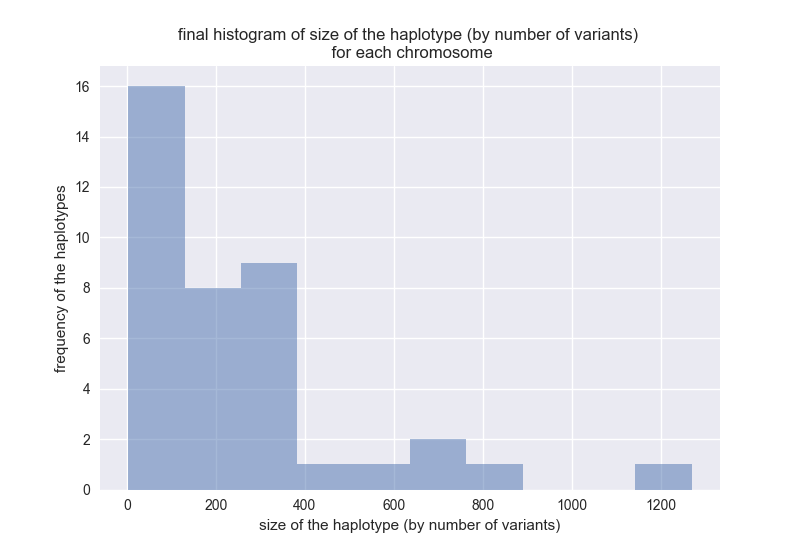 final histogram of size of the haplotype (by number of variants)
for each chromosome
frequency of the haplotypes
16
14
12
10
8
6
4
2
0
0 200 400 600 800 1000 1200
size of the haplotype (by number of variants)